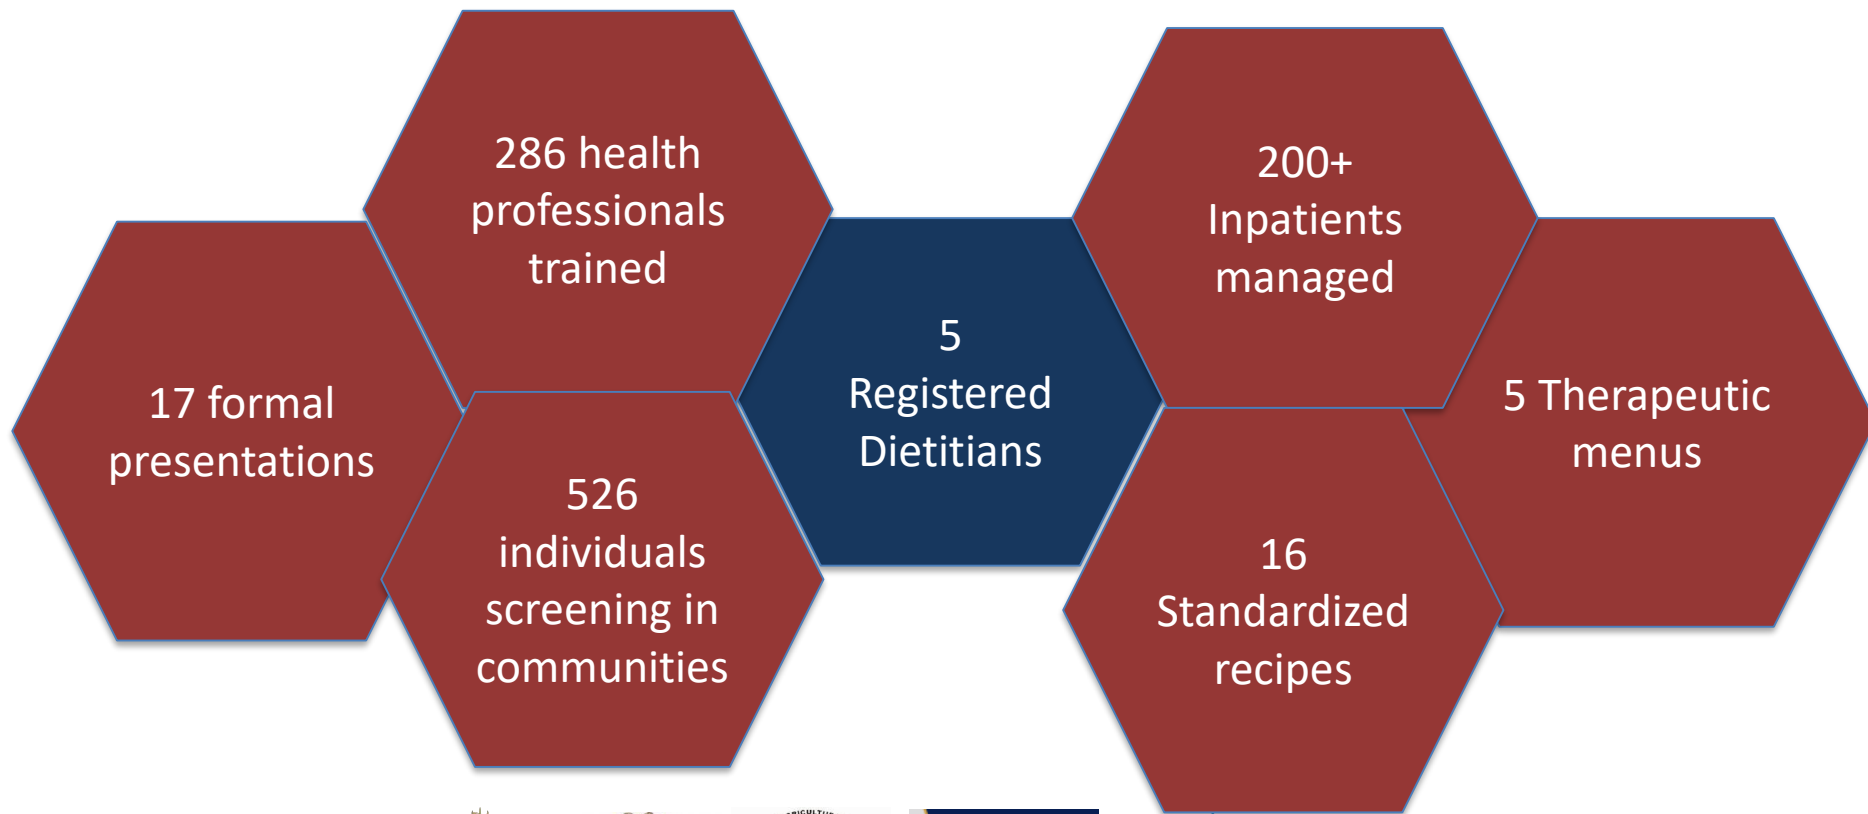 286 health
professionals
trained
200+
Inpatients
managed
17 formal
presentations
5
Registered
Dietitians
5 Therapeutic
menus
526
individuals
screening in
communities
16
Standardized
recipes